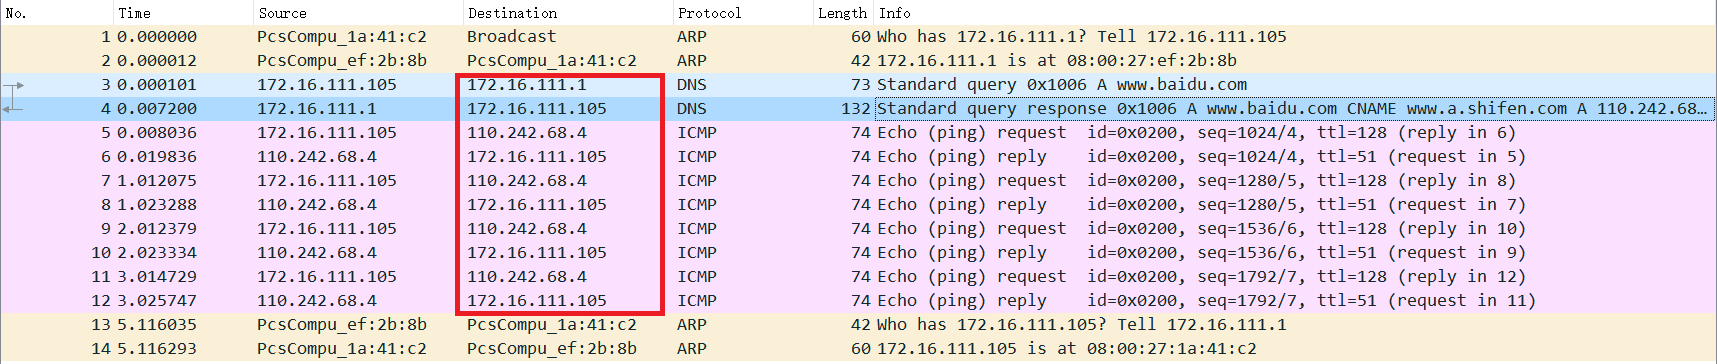 No. Time Source Destination Protocol Length Info
1 0.000000 PcsCompu_1a:41:c2 Broadcast ARP 60 Who has 172.16.111.1? Tell 172.16.111.105
2 0.000012 PcsCompu_ef:2b:8b PcsCompu_1a:41:c2 ARP 42 172.16.111.1 is at 08:00:27:ef:2b:8b
3 0.000101 172.16.111.105 172.16.111.1 DNS 73 Standard query 0x1006 A www.baidu.com
4 0.007200 172.16.111.1 172.16.111.105 DNS 132 Standard query response 0x1006 A www.baidu.com CNAME www.a.shifen.com A 110.242.68...
5 0.008036 172.16.111.105 110.242.68.4 ICMP 74 Echo (ping) request id=0x0200, seq=1024/4, ttl=128 (reply in 6)
6 0.019836 110.242.68.4 172.16.111.105 ICMP 74 Echo (ping) reply id=0x0200, seq=1024/4, ttl=51 (request in 5)
7 1.012075 172.16.111.105 110.242.68.4 ICMP 74 Echo (ping) request id=0x0200, seq=1280/5, ttl=128 (reply in 8)
8 1.023288 110.242.68.4 172.16.111.105 ICMP 74 Echo (ping) reply id=0x0200, seq=1280/5, ttl=51 (request in 7)
9 2.012379 172.16.111.105 110.242.68.4 ICMP 74 Echo (ping) request id=0x0200, seq=1536/6, ttl=128 (reply in 10)
10 2.023334 110.242.68.4 172.16.111.105 ICMP 74 Echo (ping) reply id=0x0200, seq=1536/6, ttl=51 (request in 9)
11 3.014729 172.16.111.105 110.242.68.4 ICMP 74 Echo (ping) request id=0x0200, seq=1792/7, ttl=128 (reply in 12)
12 3.025747 110.242.68.4 172.16.111.105 ICMP 74 Echo (ping) reply id=0x0200, seq=1792/7, ttl=51 (request in 11)
13 5.116035 PcsCompu_ef:2b:8b PcsCompu_1a:41:c2 ARP 42 Who has 172.16.111.105? Tell 172.16.111.1
14 5.116293 PcsCompu_1a:41:c2 PcsCompu_ef:2b:8b ARP 60 172.16.111.105 is at 08:00:27:1a:41:c2